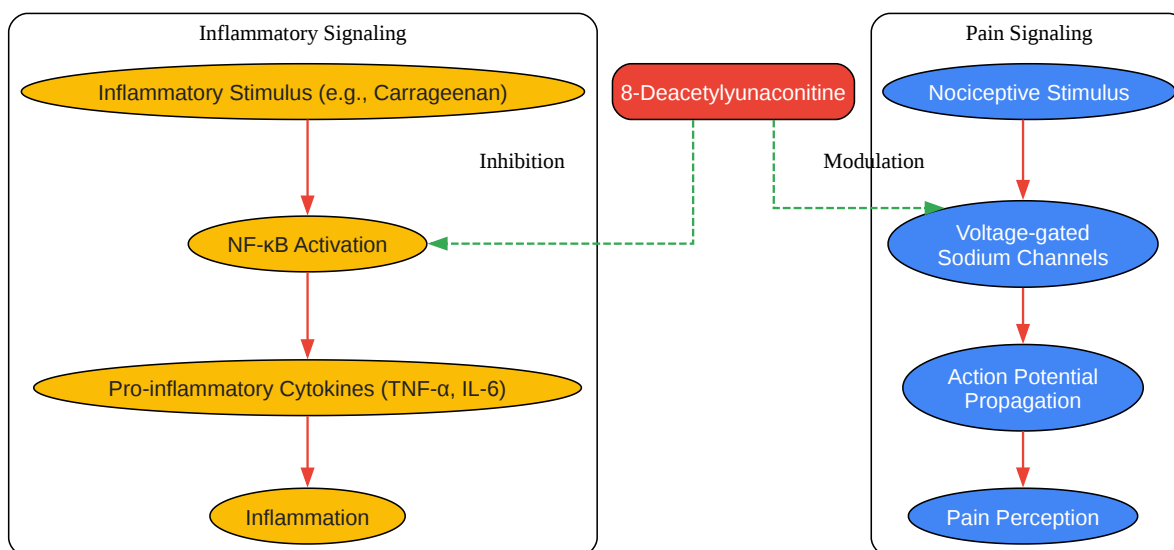 Inflammatory Signaling
Inflammatory Stimulus (e.g., Carrageenan)
NF-κB Activation
Pro-inflammatory Cytokines (TNF-α, IL-6)
Inflammation
8-Deacetylyunaconitine
Inhibition
Modulation
Pain Signaling
Nociceptive Stimulus
Voltage-gated
Sodium Channels
Action Potential
Propagation
Pain Perception